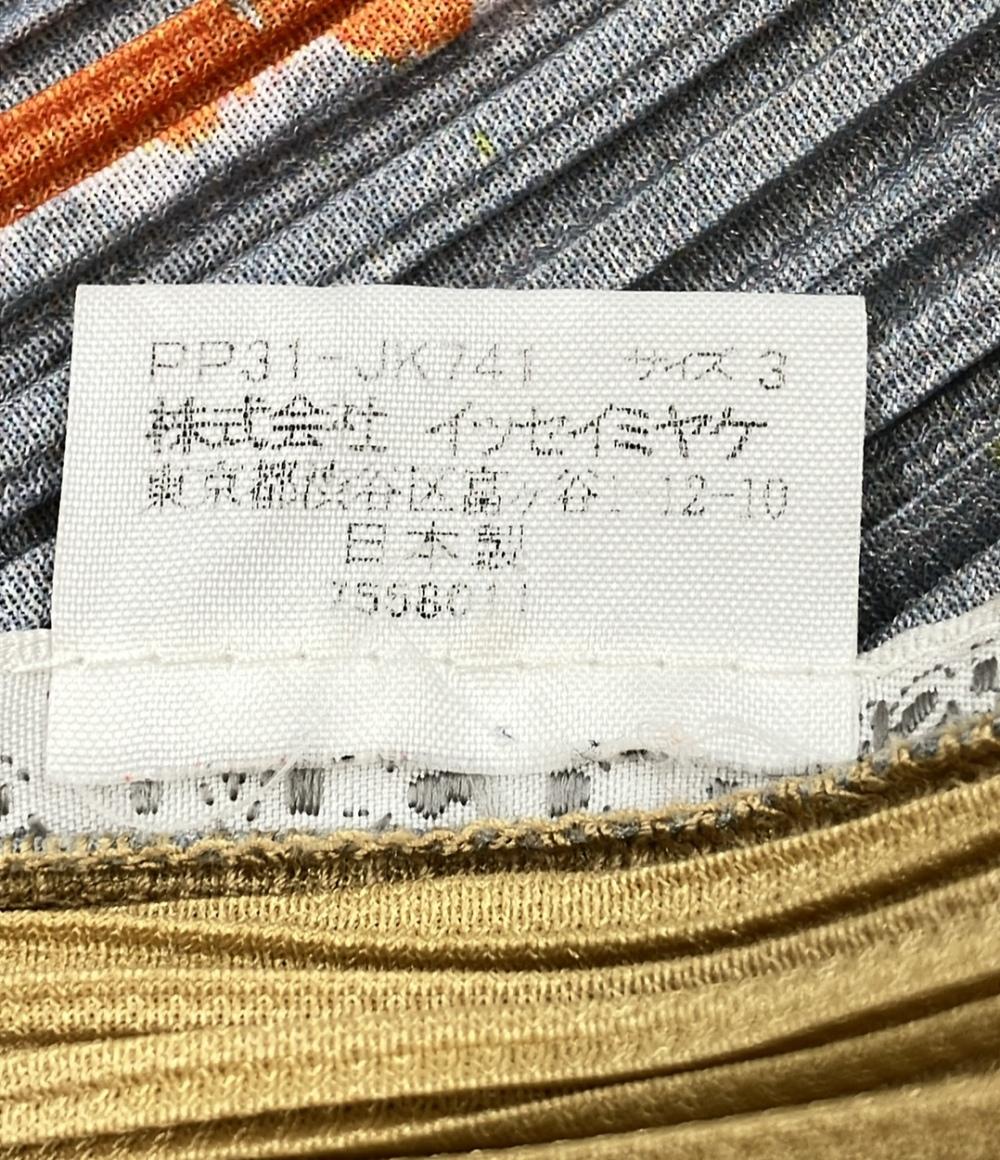 PP31-JK741 サイズ 3
株式会社 イッセイミヤケ
東京都渋谷区富ヶ谷1-12-10
日本製